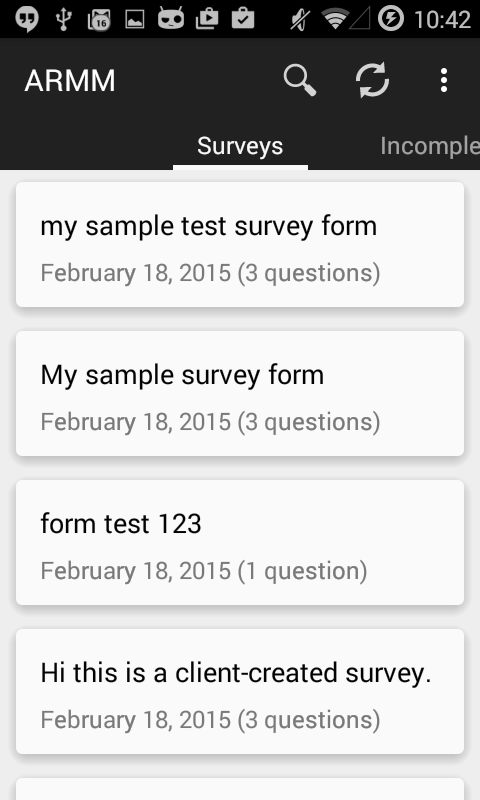 16
10:42
ARMM
Surveys
Incomple
my sample test survey form
February 18, 2015 (3 questions)
My sample survey form
February 18, 2015 (3 questions)
form test 123
February 18, 2015 (1 question)
Hi this is a client-created survey.
February 18, 2015 (3 questions)